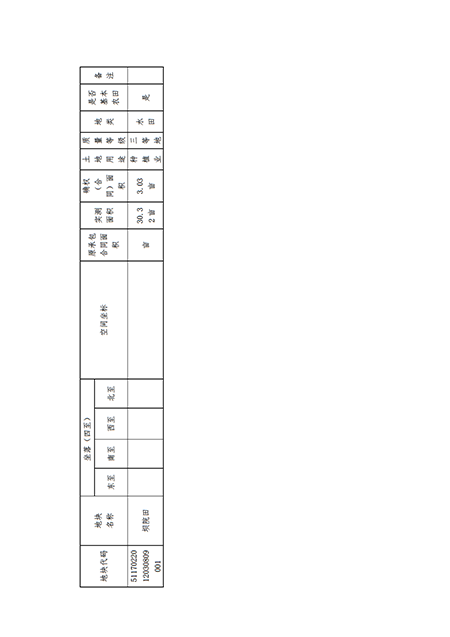 地块代码
地块
名称
坐落（四至）
东至
南至
西至
北至
空间坐标
原承包
合同面
积
实测
面积
确权
（合
同）面
积
土地用途
质量等级
地类
是否
基本
农田
备注
51170220
12030809
001
坝院田
亩
30.3
2亩
3.03
亩
种植业
三等地
水田
是